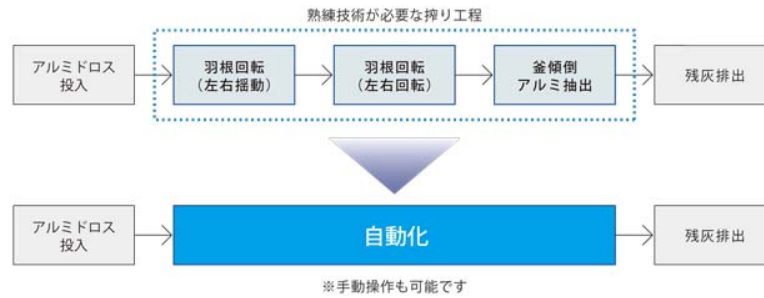 熟練技術が必要な搾り工程
アルミドロス
投入
羽根回転
（左右揺動）
羽根回転
（左右回転）
釜傾倒
アルミ抽出
残灰排出
アルミドロス
投入
自動化
残灰排出
※手動操作も可能です